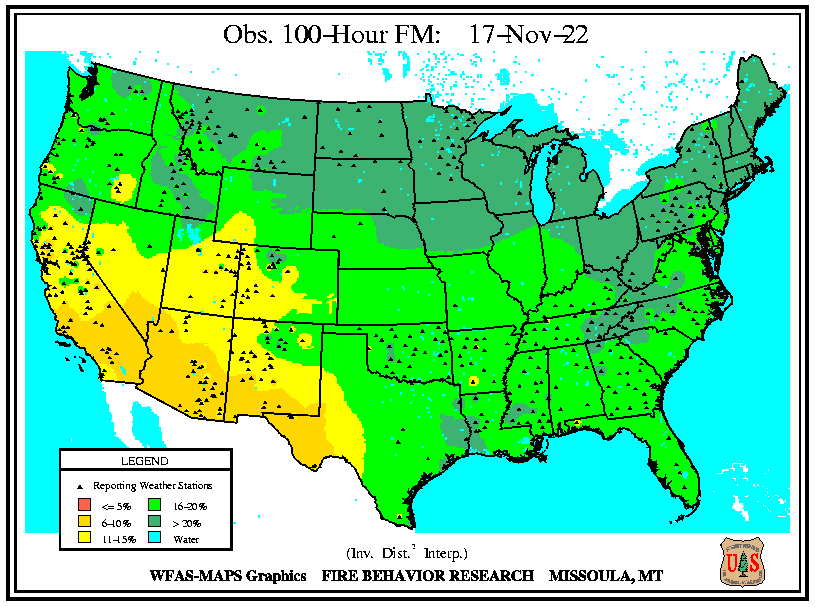 Obs. 100-Hour FM: 17-Nov-22
LEGEND
Reporting Weather Stations
<= 5%
16-20%
6-10%
> 20%
11-15%
Water
(Inv. Dist.² Interp.)
WFAS-MAPS Graphics FIRE BEHAVIOR RESEARCH MISSOULA, MT
U S